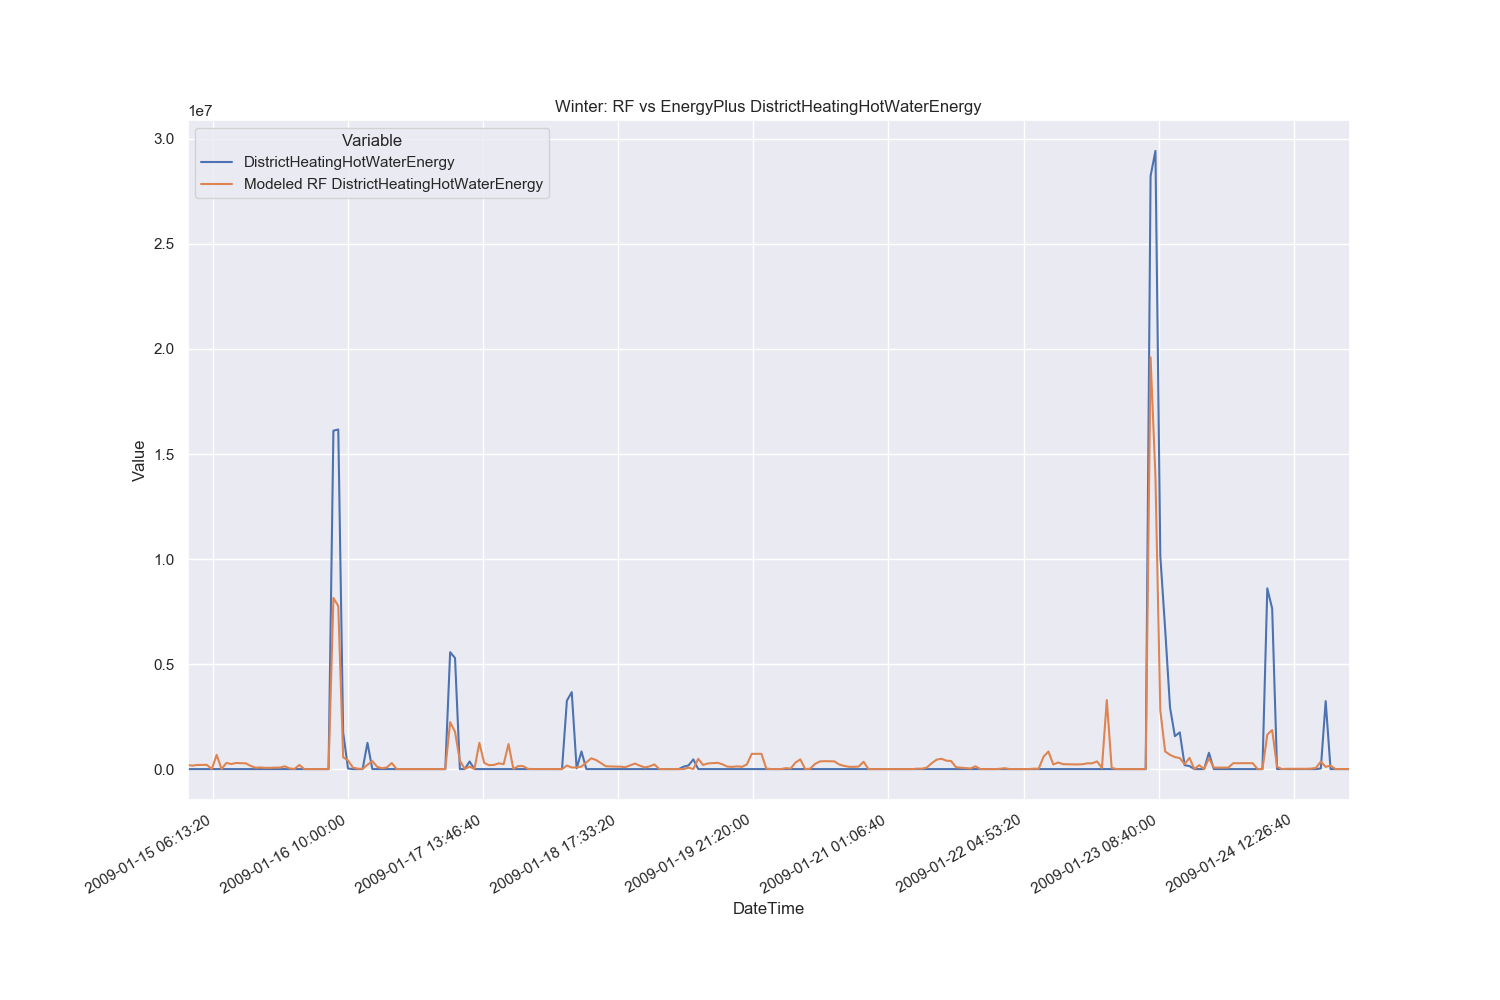 Winter: RF vs EnergyPlus DistrictHeatingHotWaterEnergy
1e7
Variable
DistrictHeatingHotWaterEnergy
Modeled RF DistrictHeatingHotWaterEnergy
3.0
2.5
2.0
1.5
1.0
0.5
0.0
Value
2009-01-15 06:13:20
2009-01-16 10:00:00
2009-01-17 13:46:40
2009-01-18 17:33:20
2009-01-19 21:20:00
2009-01-21 01:06:40
2009-01-22 04:53:20
2009-01-23 08:40:00
2009-01-24 12:26:40
DateTime